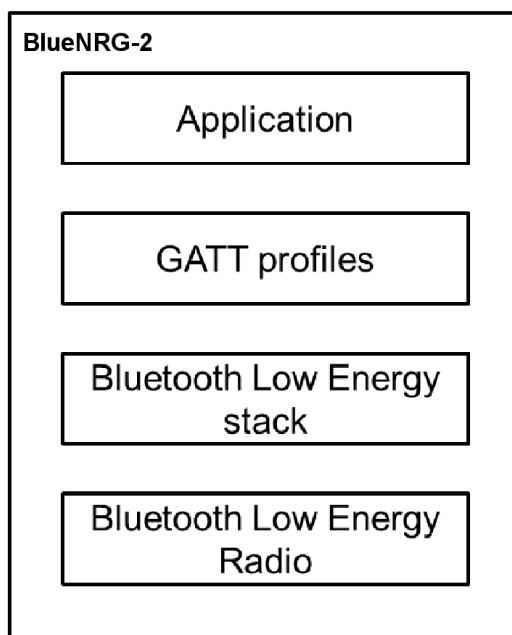 BlueNRG-2
Application
GATT profiles
Bluetooth Low Energy
stack
Bluetooth Low Energy
Radio